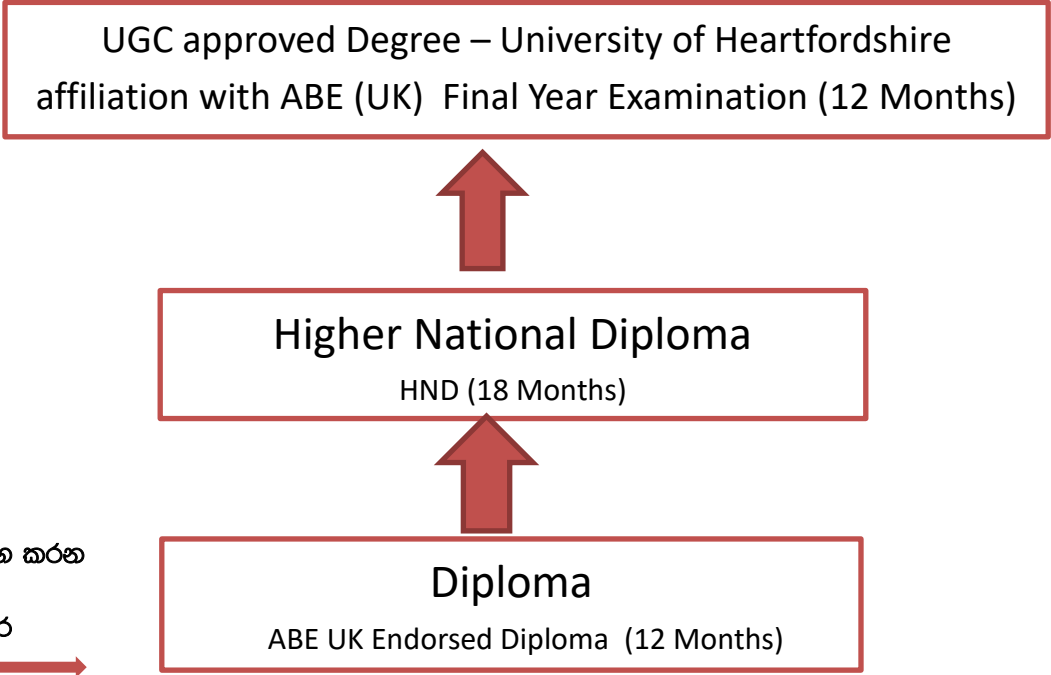 UGC approved Degree – University of Heartfordshire
affiliation with ABE (UK) Final Year Examination (12 Months)
Higher National Diploma
HND (18 Months)
කරන
Diploma
ABE UK Endorsed Diploma (12 Months)